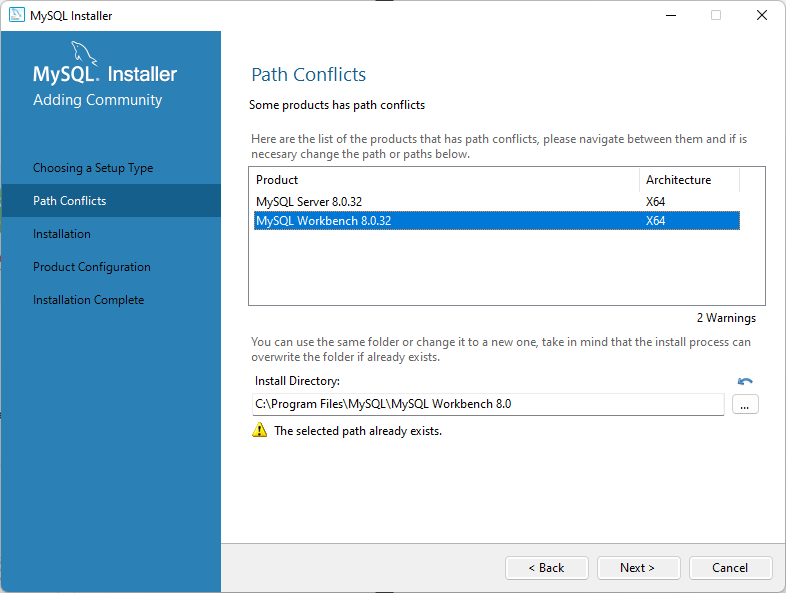 MySQL Installer
MySQL. Installer
Adding Community
Choosing a Setup Type
Path Conflicts
Installation
Product Configuration
Installation Complete
Path Conflicts
Some products has path conflicts
Here are the list of the products that has path conflicts, please navigate between them and if is
necesary change the path or paths below.
Product Architecture
MySQL Server 8.0.32 X64
MySQL Workbench 8.0.32 X64
2 Warnings
You can use the same folder or change it to a new one, take in mind that the install process can
overwrite the folder if already exists.
Install Directory:
C:\Program Files\MySQL\MySQL Workbench 8.0
...
The selected path already exists.
< Back Next > Cancel